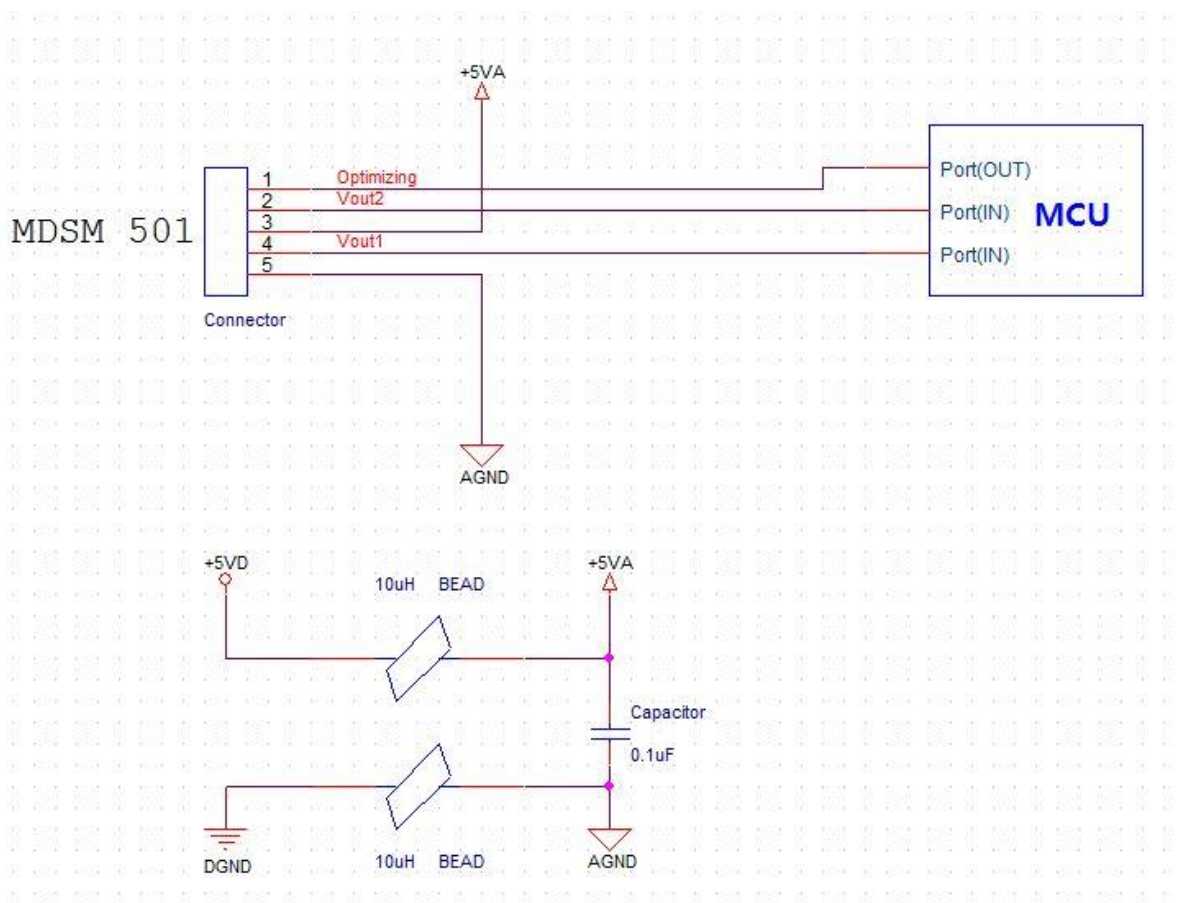 +5VA
1 Optimizing
2 Vout2
3
4 Vout1
5
MDSM 501
Connector
Port(OUT)
Port(IN)
Port(IN)
MCU
AGND
+5VD
10uH BEAD
+5VA
Capacitor
0.1uF
DGND
10uH BEAD
AGND